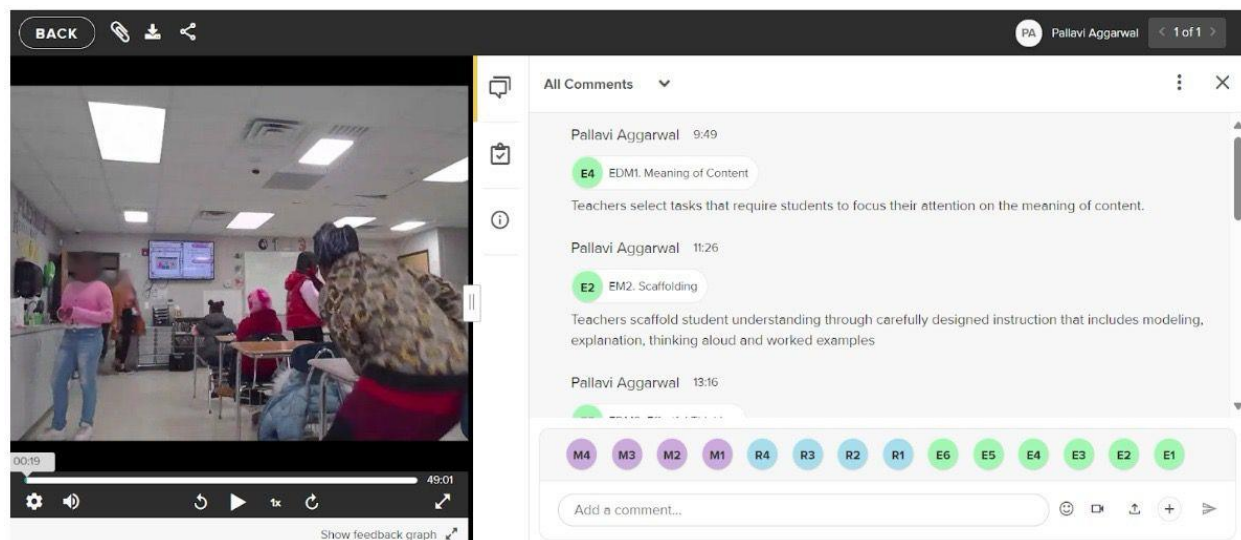 BACK
PA Pallavi Aggarwal < 1 of 1 >
All Comments
Pallavi Aggarwal 9:49
E4 EDM1. Meaning of Content
Teachers select tasks that require students to focus their attention on the meaning of content.
Pallavi Aggarwal 11:26
E2 EM2. Scaffolding
Teachers scaffold student understanding through carefully designed instruction that includes modeling,
explanation, thinking aloud and worked examples
Pallavi Aggarwal 13:16
00:19
49:01
1x
Show feedback graph
M4 M3 M2 M1 R4 R3 R2 R1 E6 E5 E4 E3 E2 E1
Add a comment...